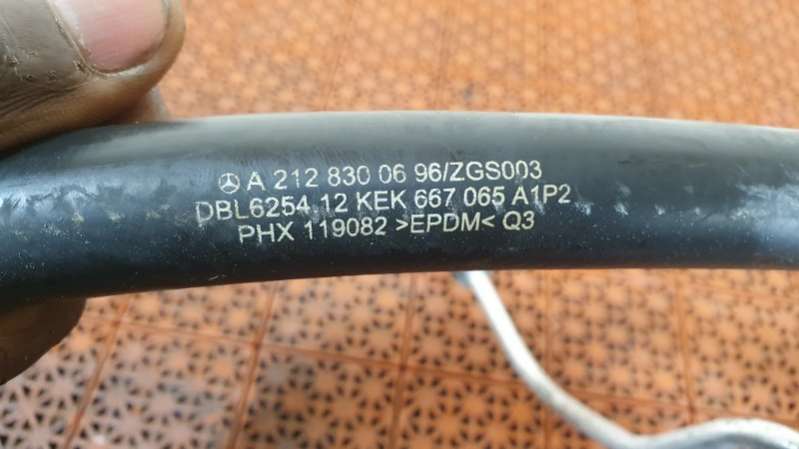 A 212 830 06 96/ZGS003
DBL6254 12 KEK 667 065 A1P2
PHX 119082 >EPDM< Q3